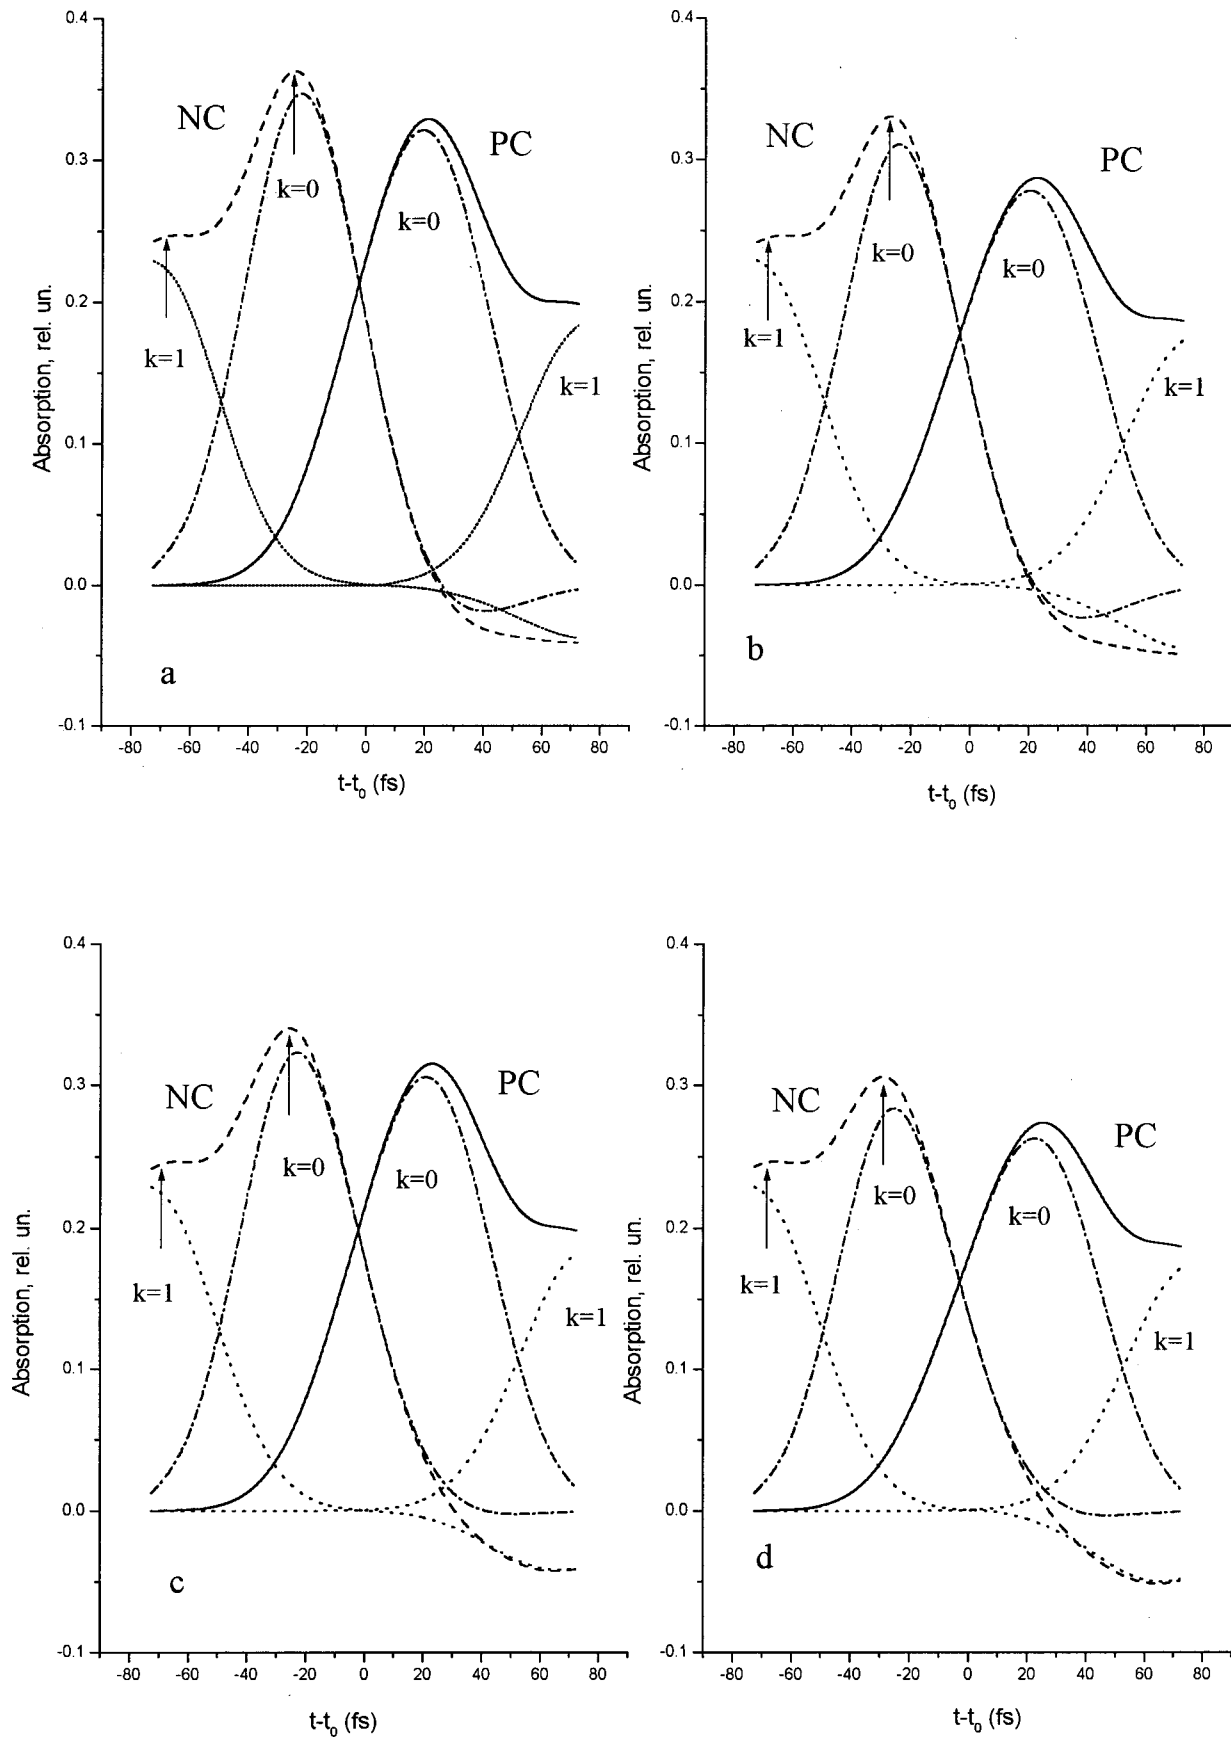 0.4
0.3
0.2
0.1
0.0
-0.1
Absorption, rel. un.
NC
PC
k=0
k=0
k=1
k=1
a
-80 -60 -40 -20 0 20 40 60 80
t-t0 (fs)
0.4
0.3
0.2
0.1
0.0
-0.1
Absorption, rel. un.
NC
PC
k=0
k=0
k=1
k=1
b
-80 -60 -40 -20 0 20 40 60 80
t-t0 (fs)
0.4
0.3
0.2
0.1
0.0
-0.1
Absorption, rel. un.
NC
PC
k=0
k=0
k=1
k=1
c
-80 -60 -40 -20 0 20 40 60 80
t-t0 (fs)
0.4
0.3
0.2
0.1
0.0
-0.1
Absorption, rel. un.
NC
PC
k=0
k=0
k=1
k=1
d
-80 -60 -40 -20 0 20 40 60 80
t-t0 (fs)